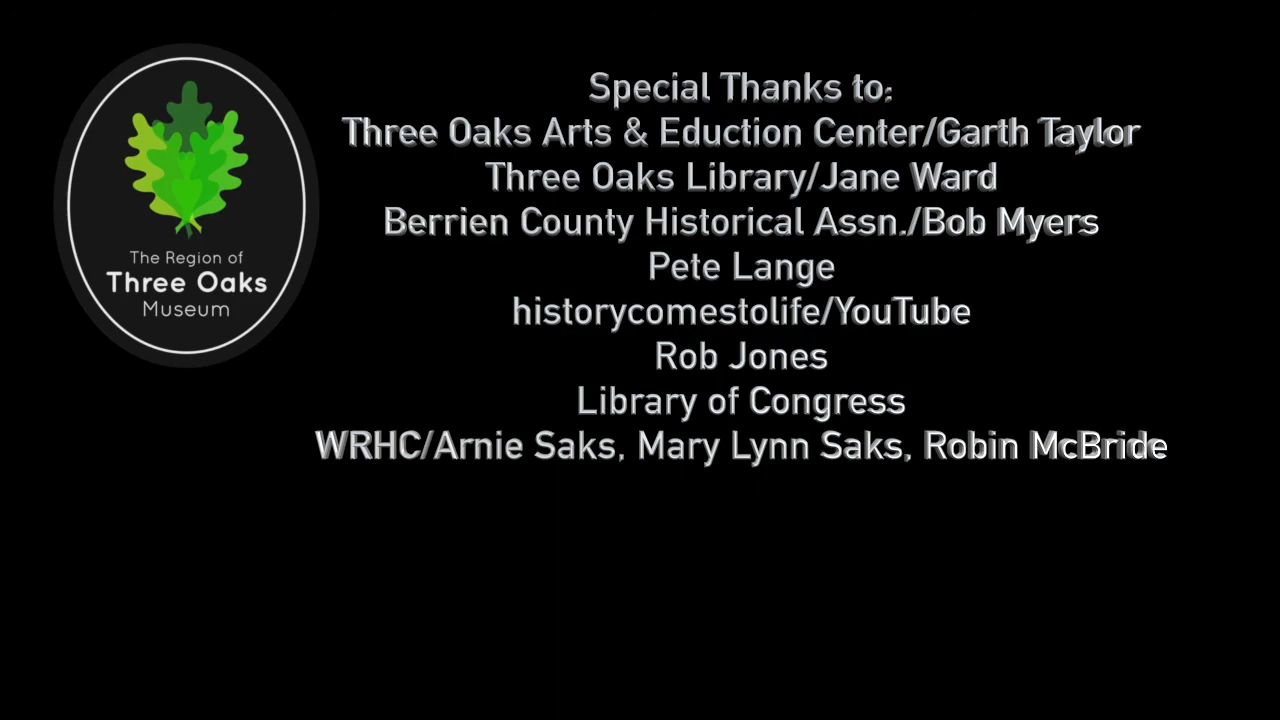 The Region of
Three Oaks
Museum
Special Thanks to:
Three Oaks Arts & Eduction Center/Garth Taylor
Three Oaks Library/Jane Ward
Berrien County Historical Assn./Bob Myers
Pete Lange
historycomestolife/YouTube
Rob Jones
Library of Congress
WRHC/Arnie Saks, Mary Lynn Saks, Robin McBride